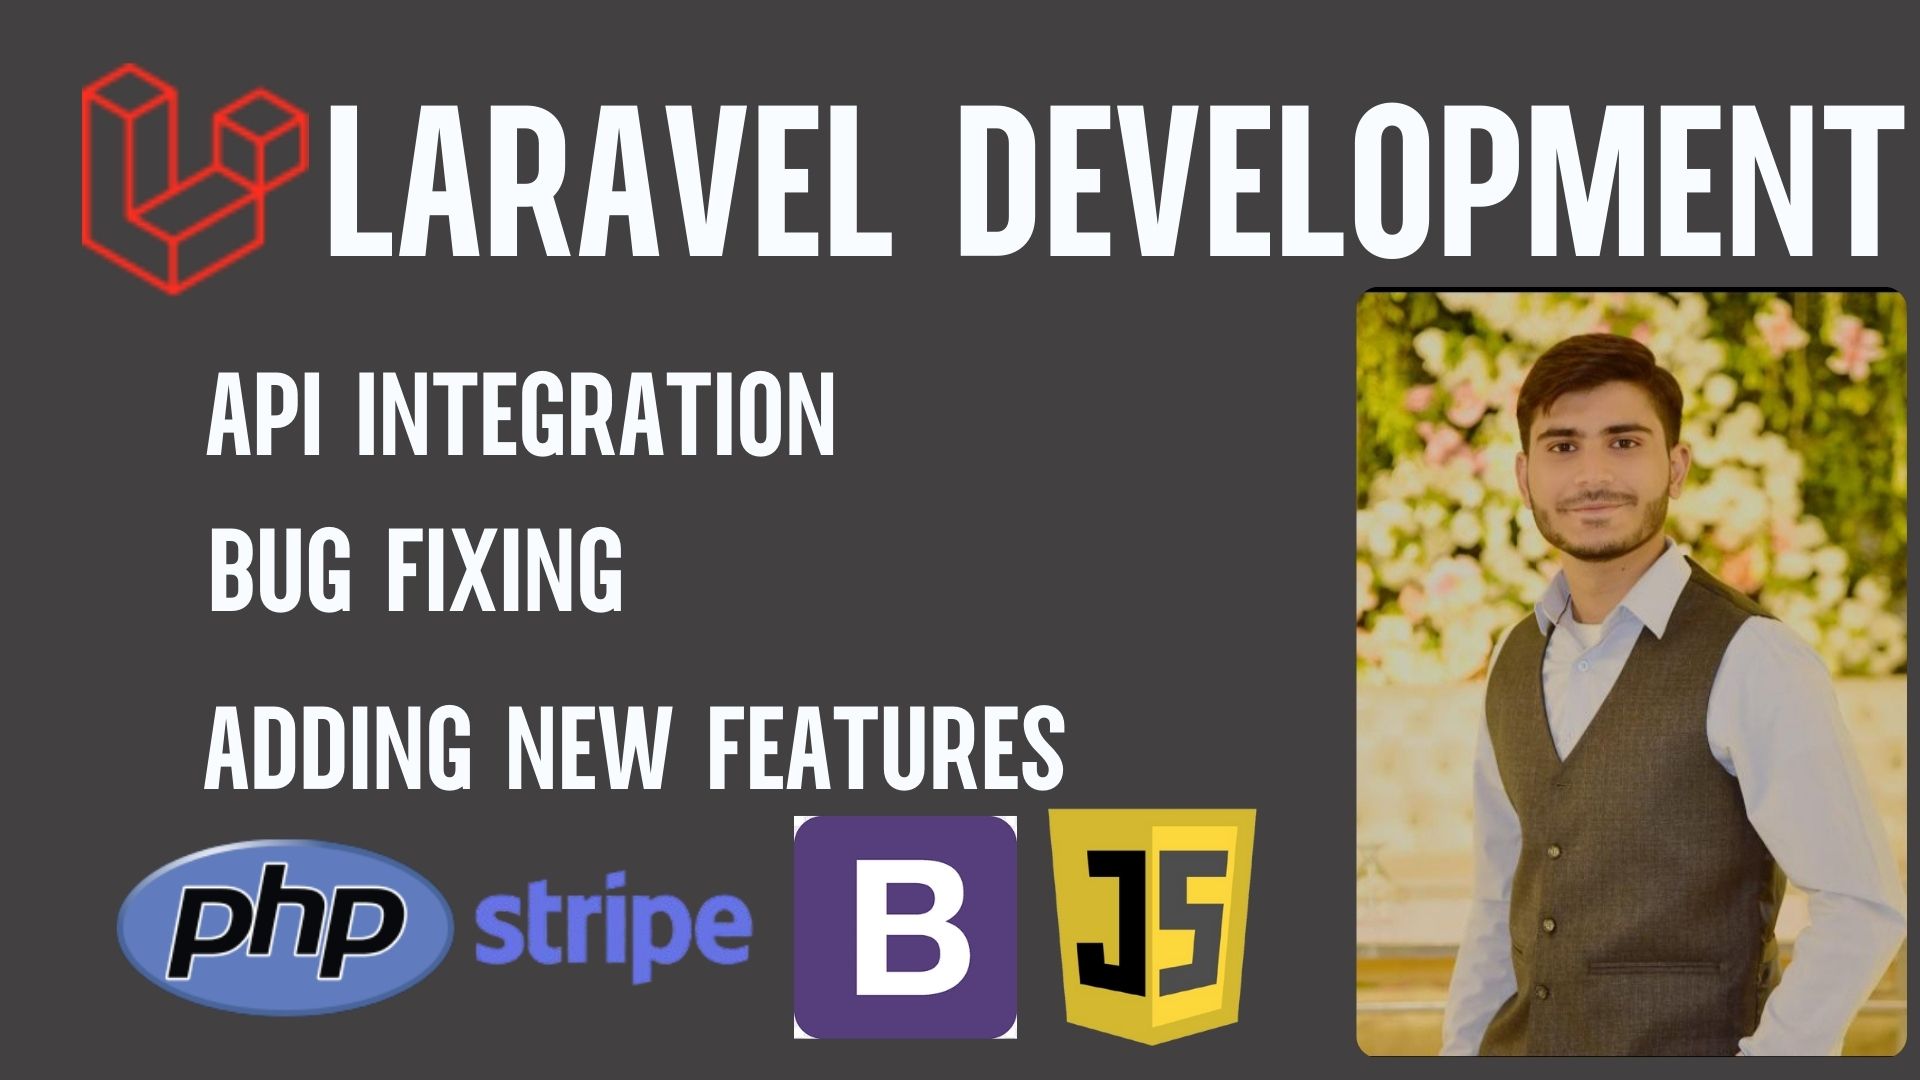 LARAVEL DEVELOPMENT
API INTEGRATION
BUG FIXING
ADDING NEW FEATURES
php
stripe
B
JS